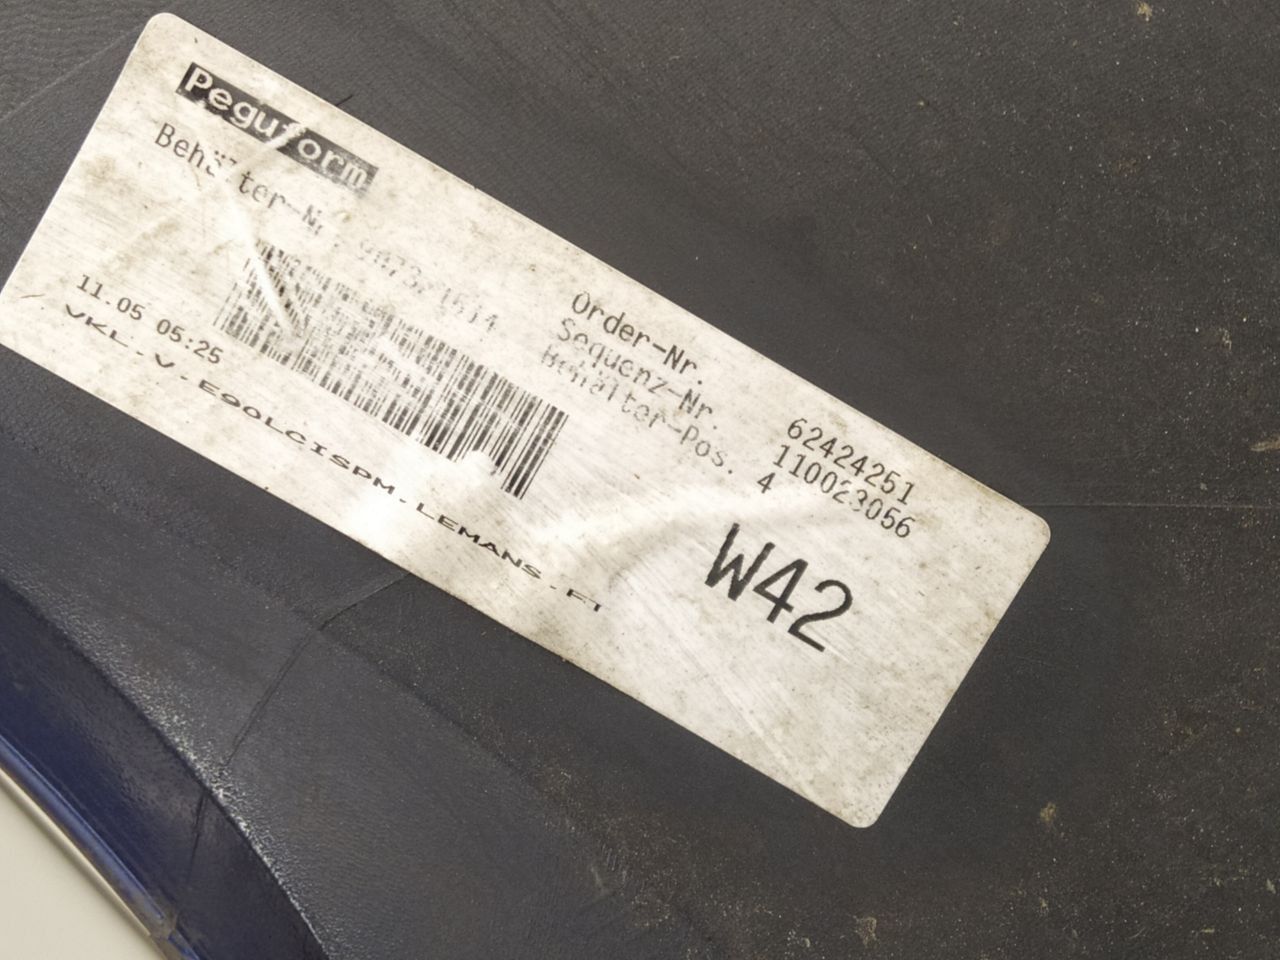 Peguform
Behälter-Nr.
Order-Nr. 62424251
Sequenz-Nr. 110023056
Behälter-Pos. 4
11.05 05:25
VKL.V.E90LCISPM.LEMANS.FI
W42